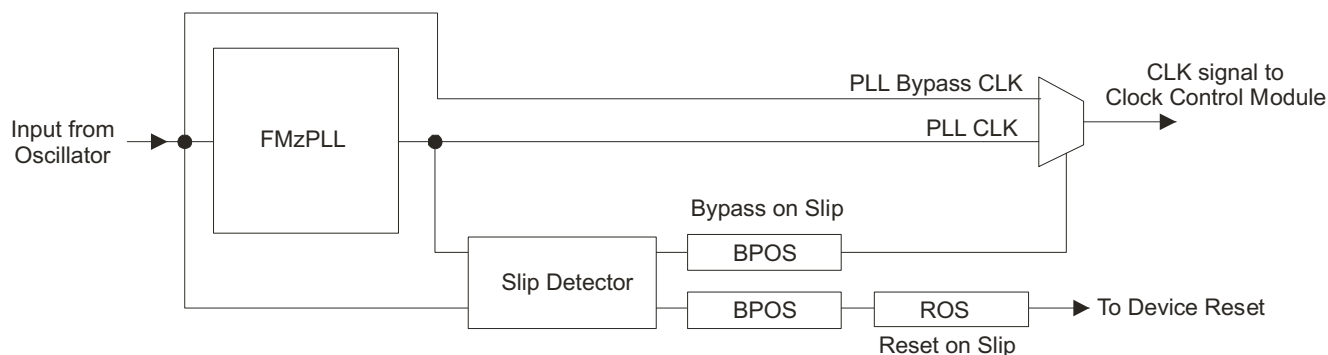 Input from
Oscillator
FMzPLL
PLL Bypass CLK
PLL CLK
CLK signal to
Clock Control Module
Bypass on Slip
BPOS
Slip Detector
BPOS
ROS
To Device Reset
Reset on Slip